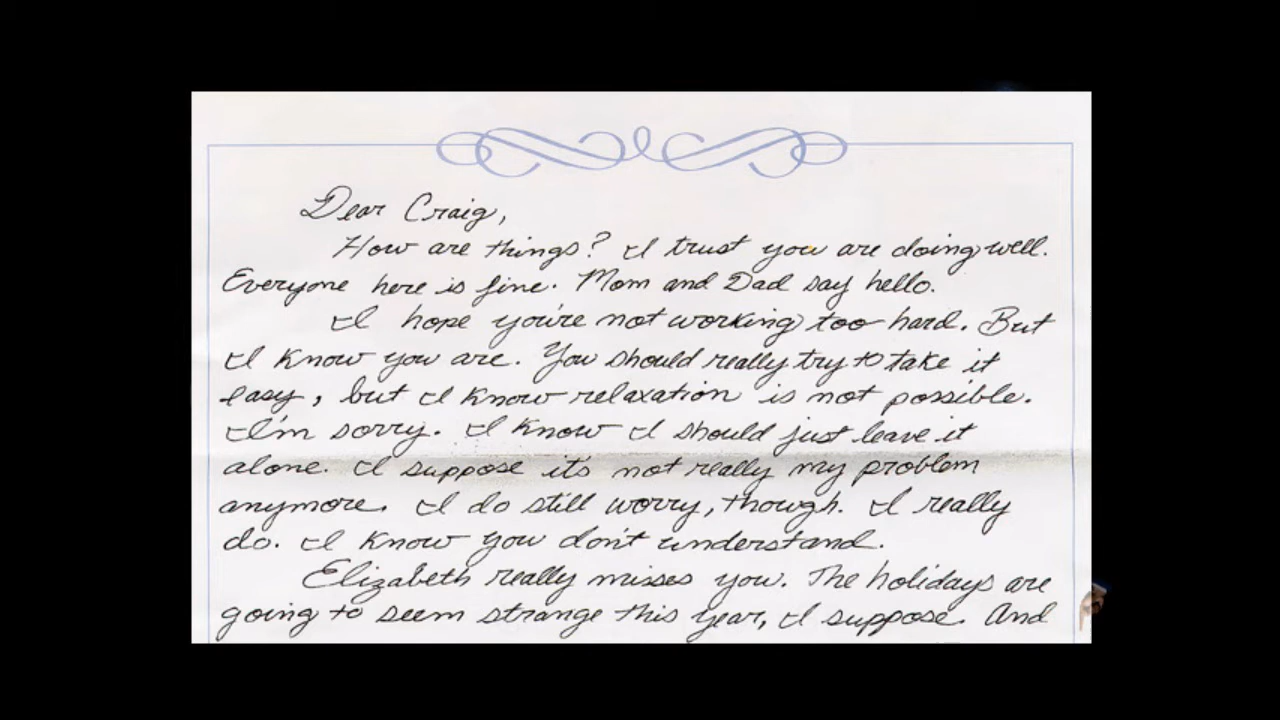 Dear Craig,
How are things? I trust you are doing well.
Everyone here is fine. Mom and Dad say hello.
I hope you're not working too hard. But
I know you are. You should really try to take it
easy, but I know relaxation is not possible.
I'm sorry. I know I should just leave it
alone. I suppose it's not really my problem
anymore. I do still worry, though. I really
do. I know you don't understand.
Elizabeth really misses you. The holidays are
going to seem strange this year, I suppose. And